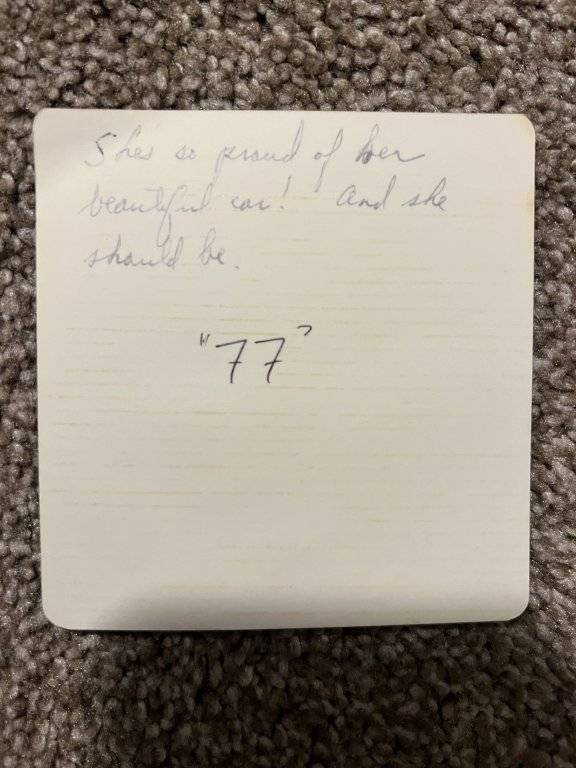 She's so proud of her
beautiful car! And she
should be.
"77"